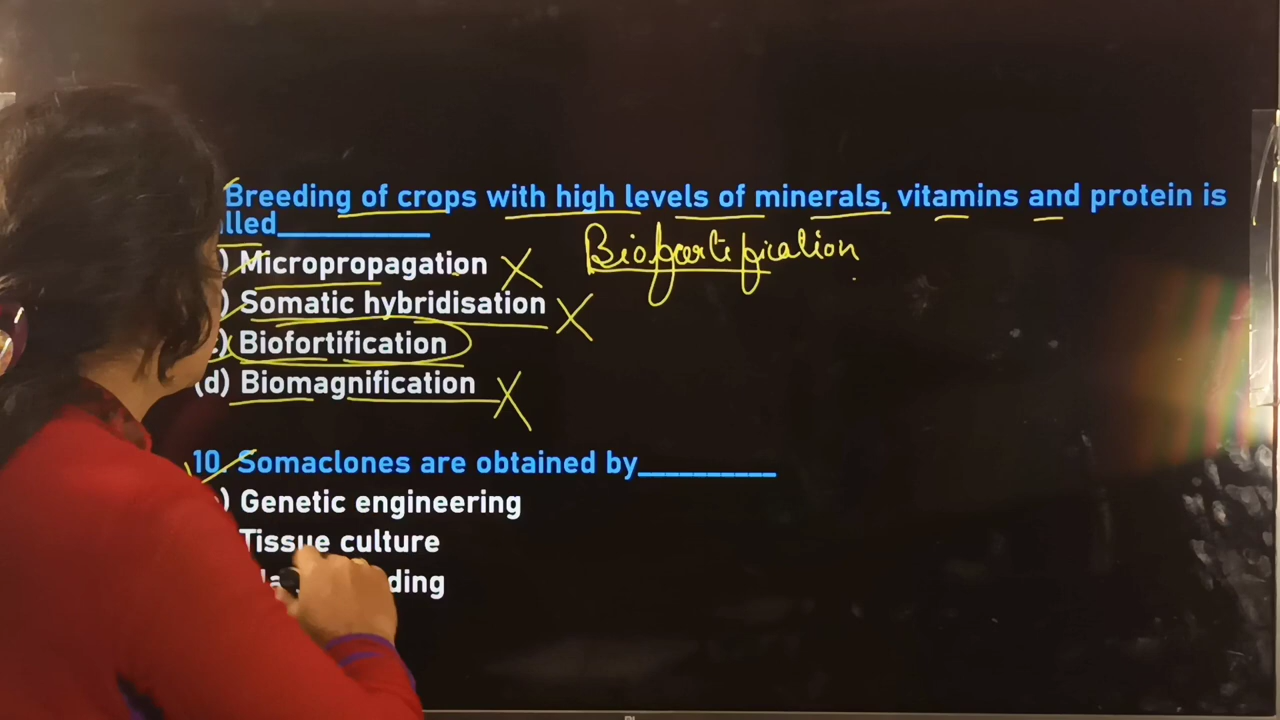 Breeding of crops with high levels of minerals, vitamins and protein is
lled__________
Micropropagation
Biofortification
Somatic hybridisation
Biofortification
(d) Biomagnification
10. Somaclones are obtained by__________
Genetic engineering
Tissue culture
ding